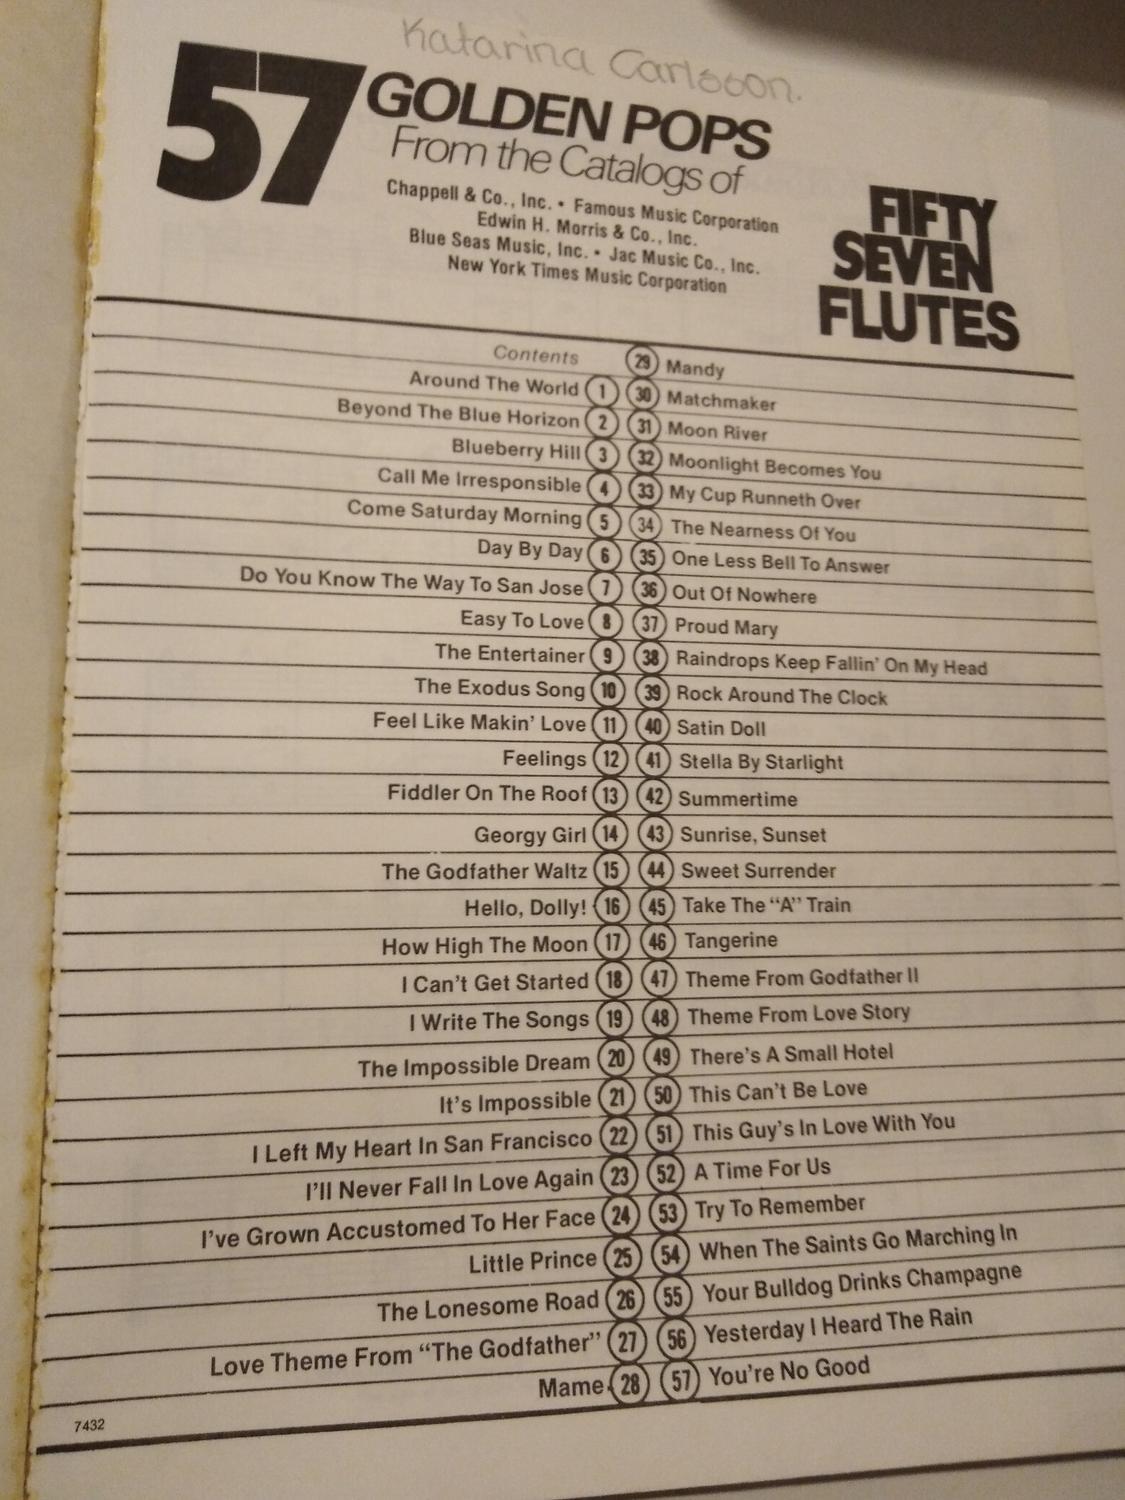 Katarina Carlsson.
57 GOLDEN POPS
From the Catalogs of
Chappell & Co., Inc. • Famous Music Corporation
Edwin H. Morris & Co., Inc.
Blue Seas Music, Inc. • Jac Music Co., Inc.
New York Times Music Corporation
FIFTY
SEVEN
FLUTES
Contents
Around The World 1
Beyond The Blue Horizon 2
Blueberry Hill 3
Call Me Irresponsible 4
Come Saturday Morning 5
Day By Day 6
Do You Know The Way To San Jose 7
Easy To Love 8
The Entertainer 9
The Exodus Song 10
Feel Like Makin' Love 11
Feelings 12
Fiddler On The Roof 13
Georgy Girl 14
The Godfather Waltz 15
Hello, Dolly! 16
How High The Moon 17
I Can't Get Started 18
I Write The Songs 19
The Impossible Dream 20
It's Impossible 21
I Left My Heart In San Francisco 22
I'll Never Fall In Love Again 23
I've Grown Accustomed To Her Face 24
Little Prince 25
The Lonesome Road 26
Love Theme From "The Godfather" 27
Mame 28
29 Mandy
30 Matchmaker
31 Moon River
32 Moonlight Becomes You
33 My Cup Runneth Over
34 The Nearness Of You
35 One Less Bell To Answer
36 Out Of Nowhere
37 Proud Mary
38 Raindrops Keep Fallin' On My Head
39 Rock Around The Clock
40 Satin Doll
41 Stella By Starlight
42 Summertime
43 Sunrise, Sunset
44 Sweet Surrender
45 Take The "A" Train
46 Tangerine
47 Theme From Godfather II
48 Theme From Love Story
49 There's A Small Hotel
50 This Can't Be Love
51 This Guy's In Love With You
52 A Time For Us
53 Try To Remember
54 When The Saints Go Marching In
55 Your Bulldog Drinks Champagne
56 Yesterday I Heard The Rain
57 You're No Good
7432